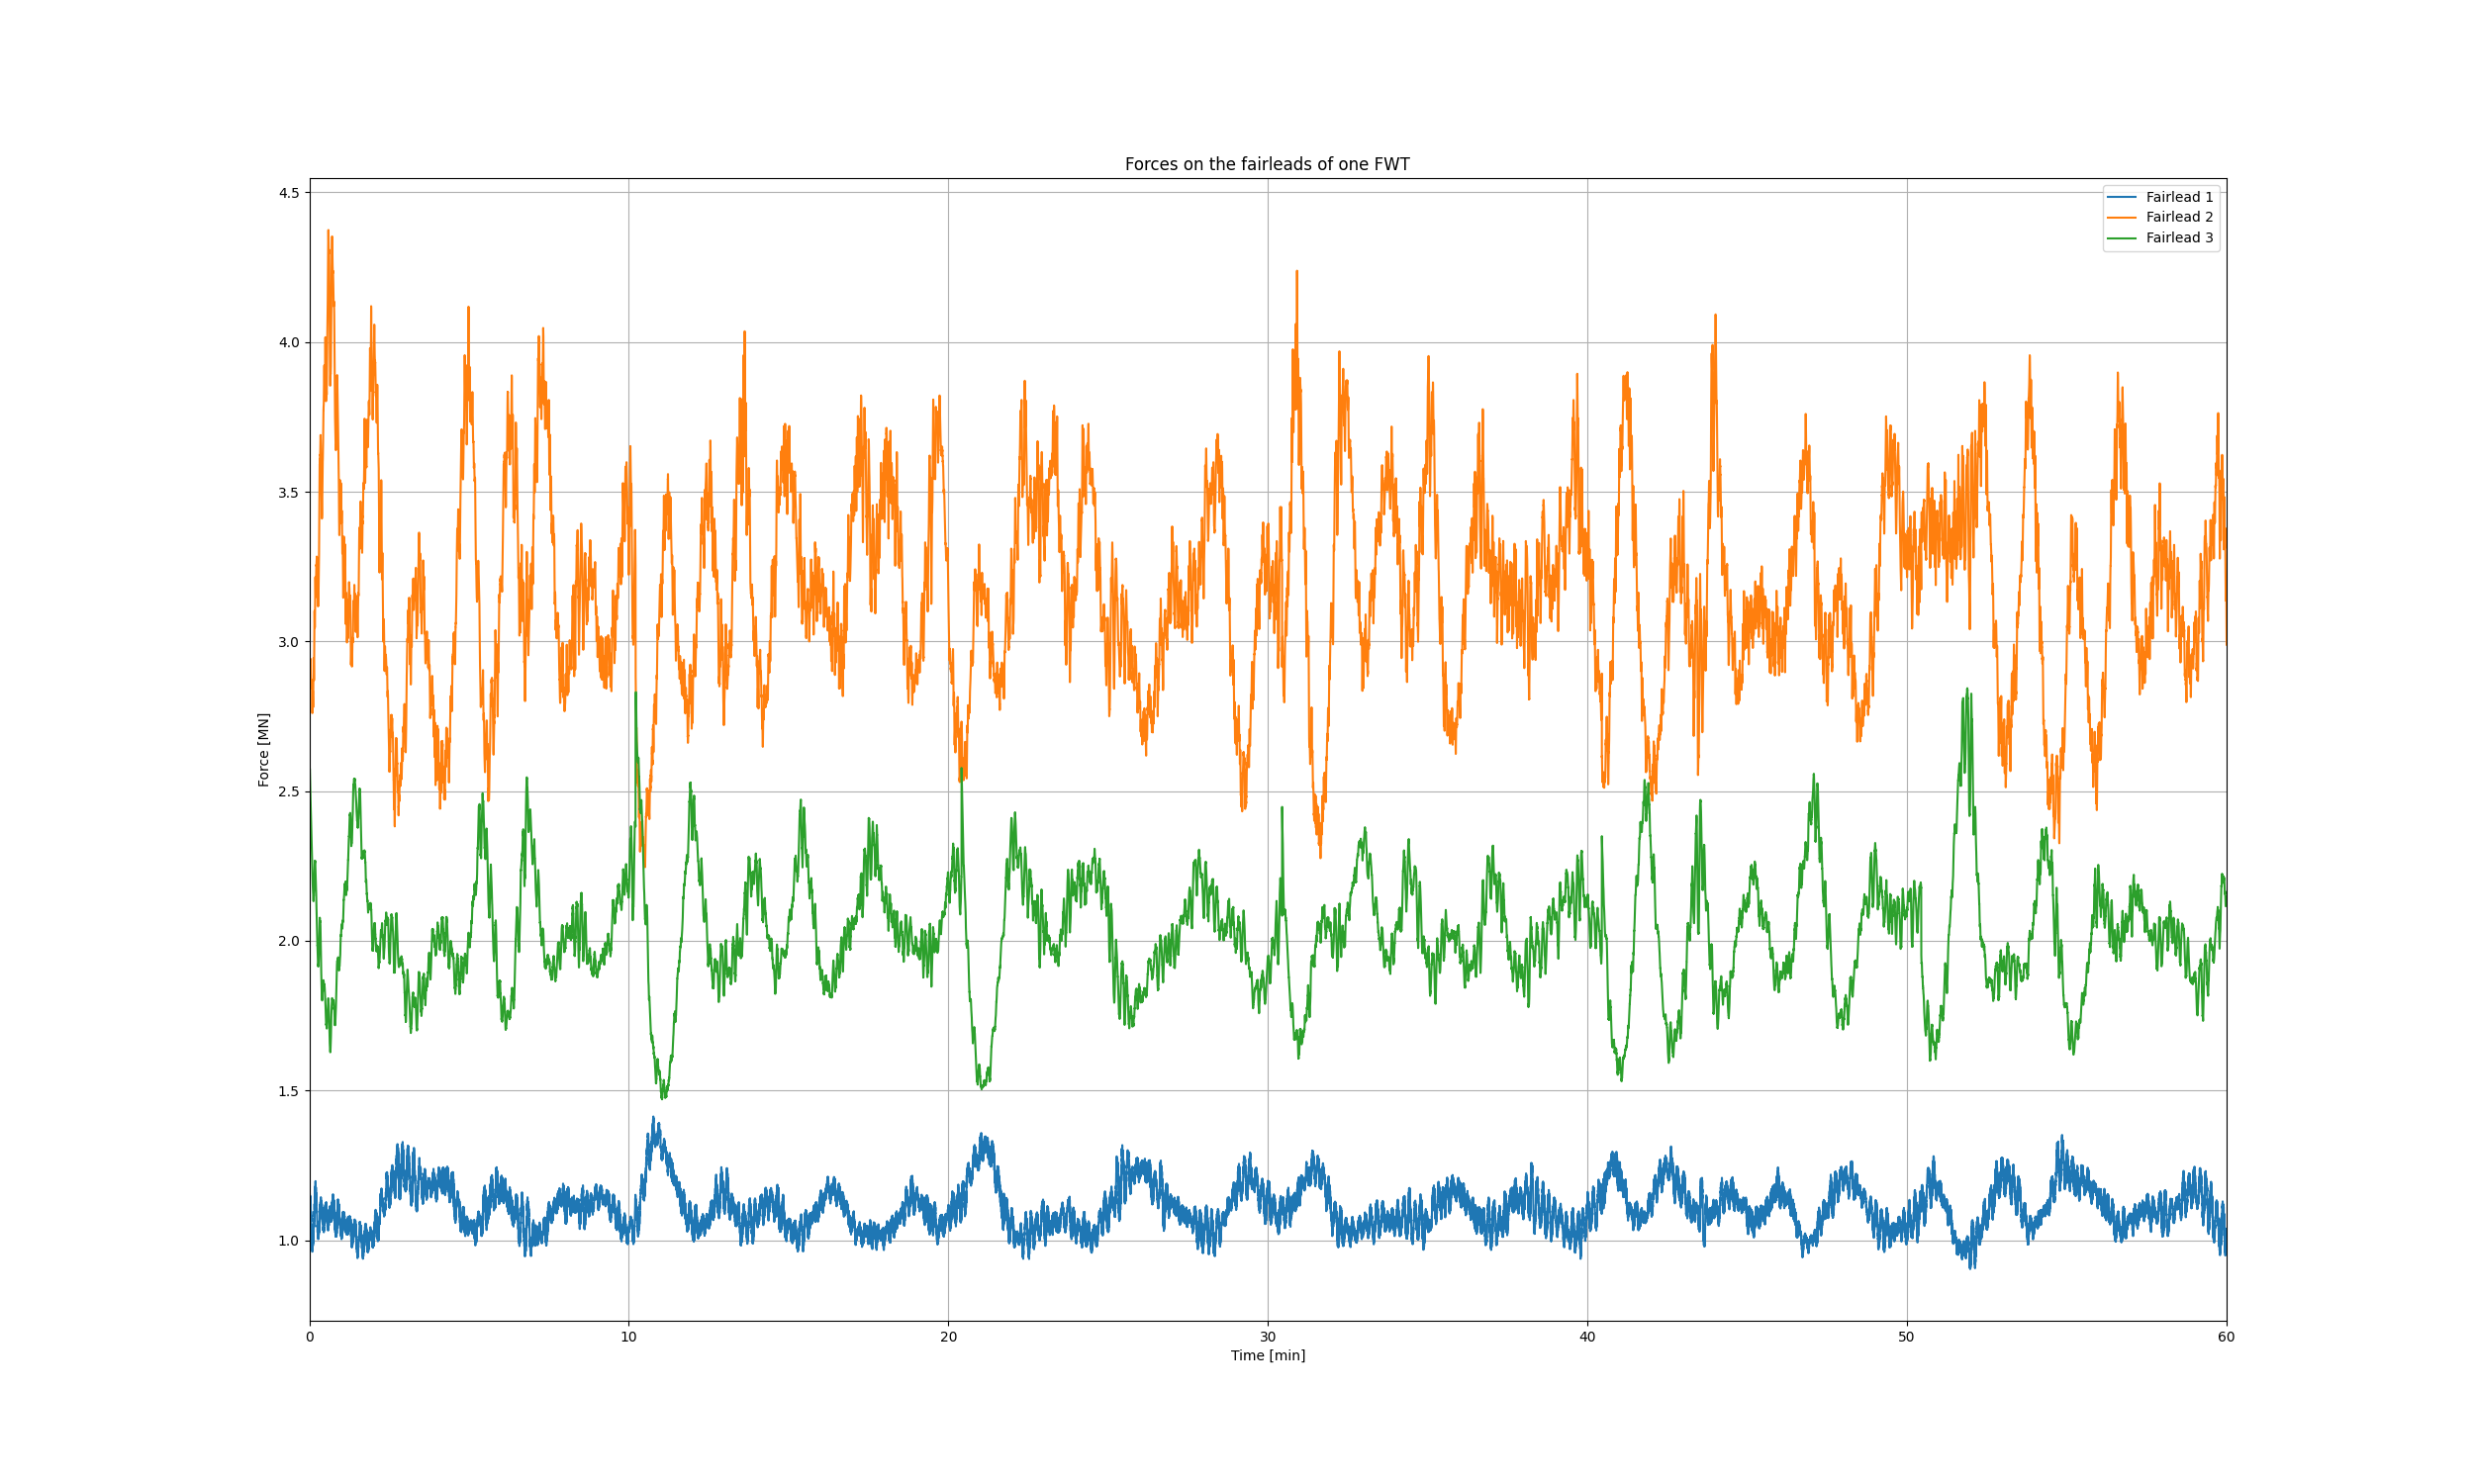 Forces on the fairleads of one FWT
Fairlead 1
Fairlead 2
Fairlead 3
Force [MN]
4.5
4.0
3.5
3.0
2.5
2.0
1.5
1.0
0 10 20 30 40 50 60
Time [min]